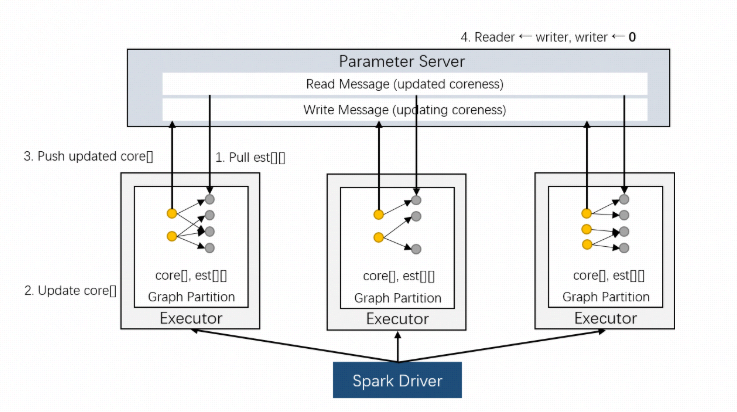 4. Reader ← writer, writer ← 0
Parameter Server
Read Message (updated coreness)
Write Message (updating coreness)
3. Push updated core[]
1. Pull est[][]
core[], est[][]
Graph Partition
Executor
core[], est[][]
Graph Partition
Executor
core[], est[][]
Graph Partition
Executor
2. Update core[]
Spark Driver